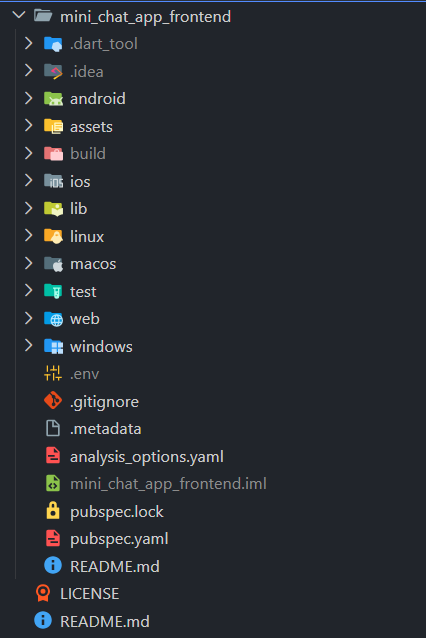 mini_chat_app_frontend
.dart_tool
.idea
android
assets
build
iOS ios
lib
linux
macos
test
web
windows
.env
.gitignore
.metadata
analysis_options.yaml
mini_chat_app_frontend.iml
pubspec.lock
pubspec.yaml
README.md
LICENSE
README.md